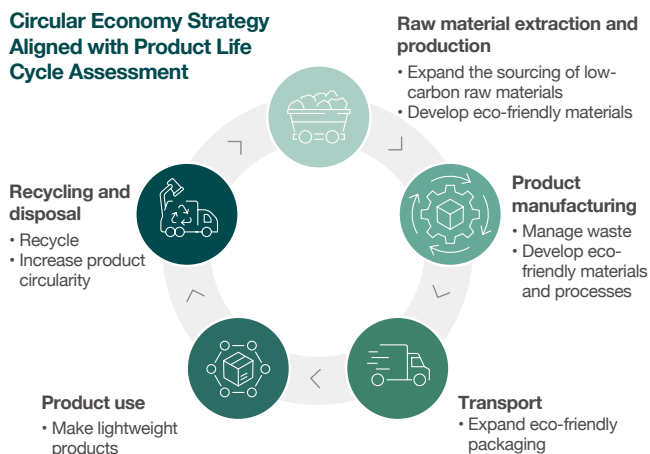 Circular Economy Strategy
Aligned with Product Life
Cycle Assessment
Raw material extraction and
production
• Expand the sourcing of low-
carbon raw materials
• Develop eco-friendly materials
Product
manufacturing
• Manage waste
• Develop eco-
friendly materials
and processes
Transport
• Expand eco-friendly
packaging
Product use
• Make lightweight
products
Recycling and
disposal
• Recycle
• Increase product
circularity